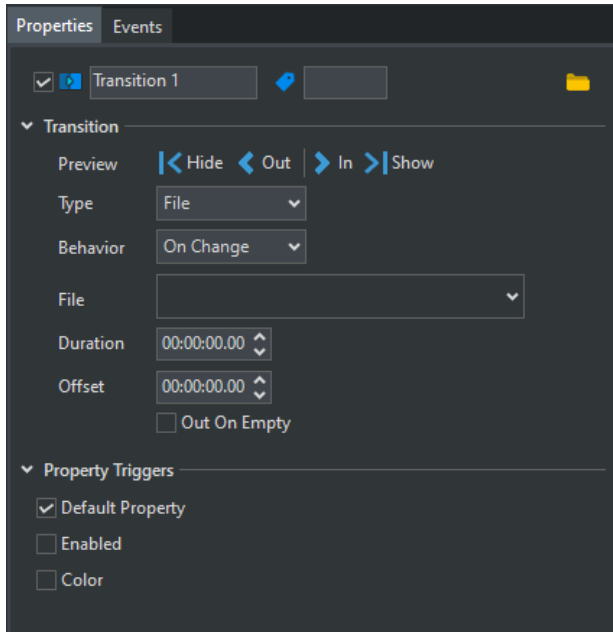 Properties Events
Transition 1
Transition
Preview Hide Out In Show
Type File
Behavior On Change
File
Duration 00:00:00.00
Offset 00:00:00.00
Out On Empty
Property Triggers
Default Property
Enabled
Color